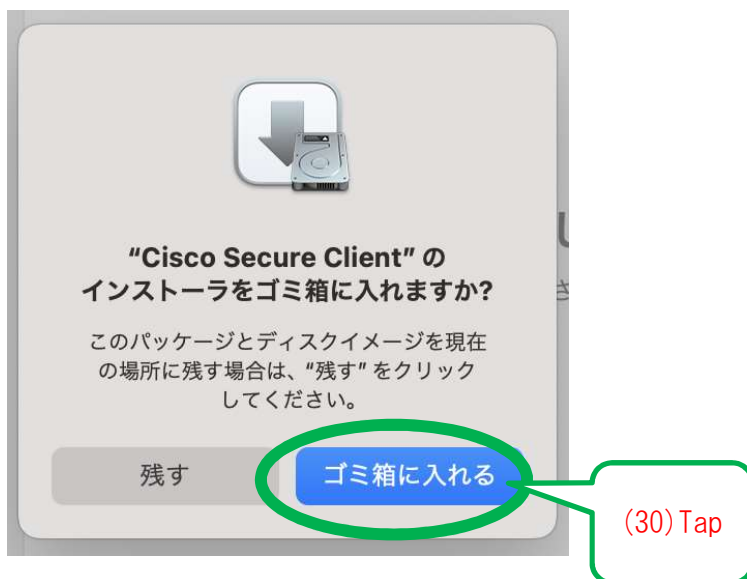 “Cisco Secure Client” の
インストーラをゴミ箱に入れますか?
このパッケージとディスクイメージを現在
の場所に残す場合は、“残す” をクリック
してください。
残す
ゴミ箱に入れる
(30)Tap